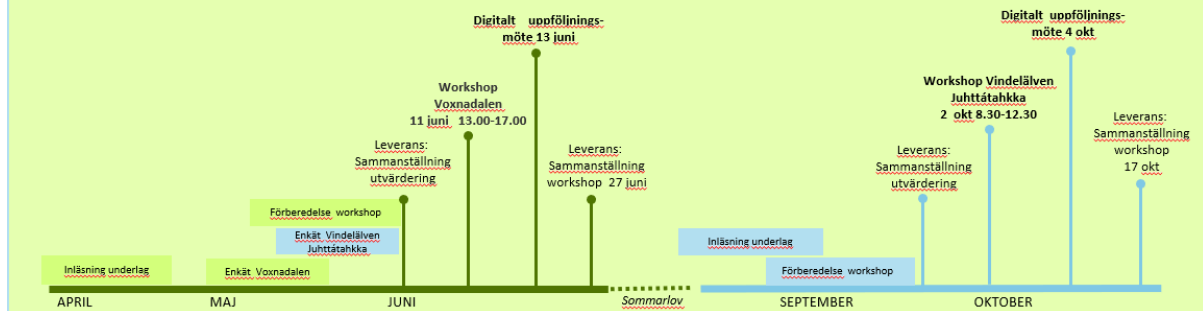 Digitalt uppföljnings-
möte 13 juni
Workshop
Voxnadalen
11 juni 13.00-17.00
Leverans:
Sammanställning
utvärdering
Leverans:
Sammanställning
workshop 27 juni
Förberedelse workshop
Enkät Vindelälven
Juhttátahkka
Inläsning underlag
Enkät Voxnadalen
APRIL
MAJ
JUNI
Sommarlov
Digitalt uppföljnings-
möte 4 okt
Workshop Vindelälven
Juhttátahkka
2 okt 8.30-12.30
Leverans:
Sammanställning
utvärdering
Leverans:
Sammanställning
workshop
17 okt
Inläsning underlag
Förberedelse workshop
SEPTEMBER
OKTOBER